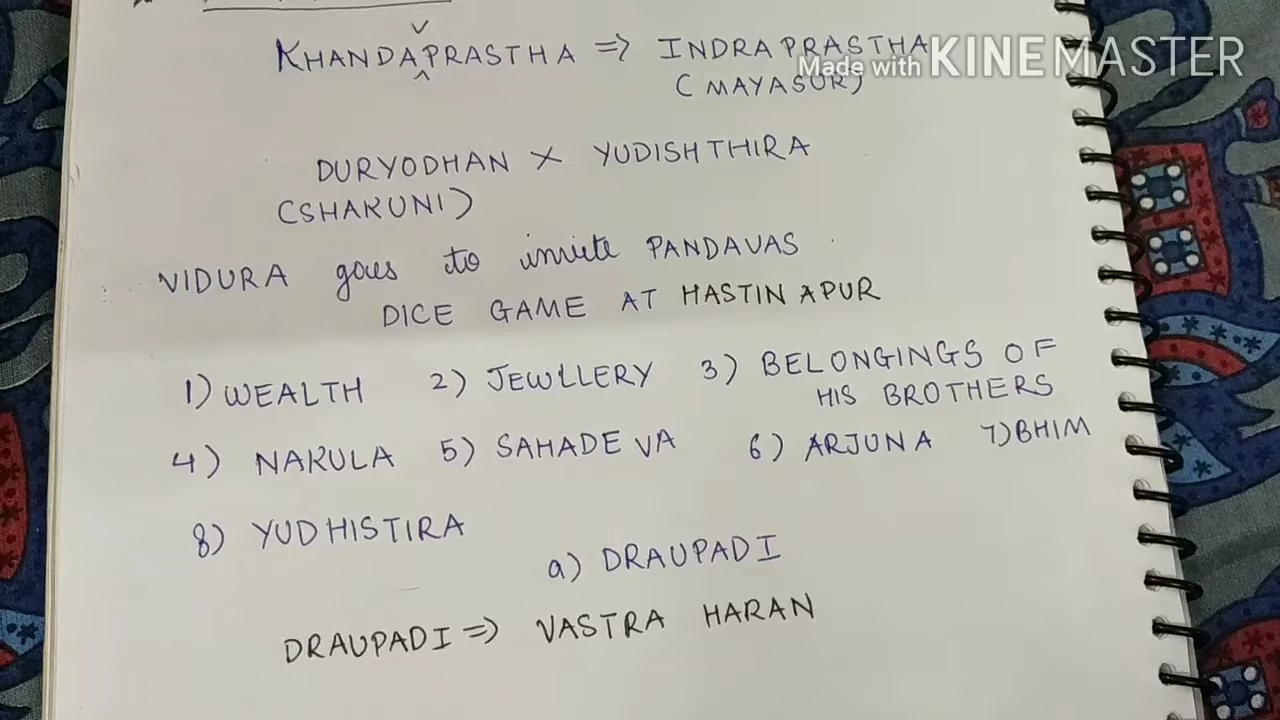 KHANDAVPRASTHA => INDRAPRASTHA
Made with KINEMASTER
(MAYASUR)
DURYODHAN X YUDISHTHIRA
(SHAKUNI)
VIDURA goes to invite PANDAVAS
DICE GAME AT HASTINAPUR
1) WEALTH 2) JEWLLERY 3) BELONGINGS OF
HIS BROTHERS
4) NAKULA 5) SAHADEVA 6) ARJUNA 7) BHIM
8) YUDHISTIRA
a) DRAUPADI
DRAUPADI => VASTRA HARAN